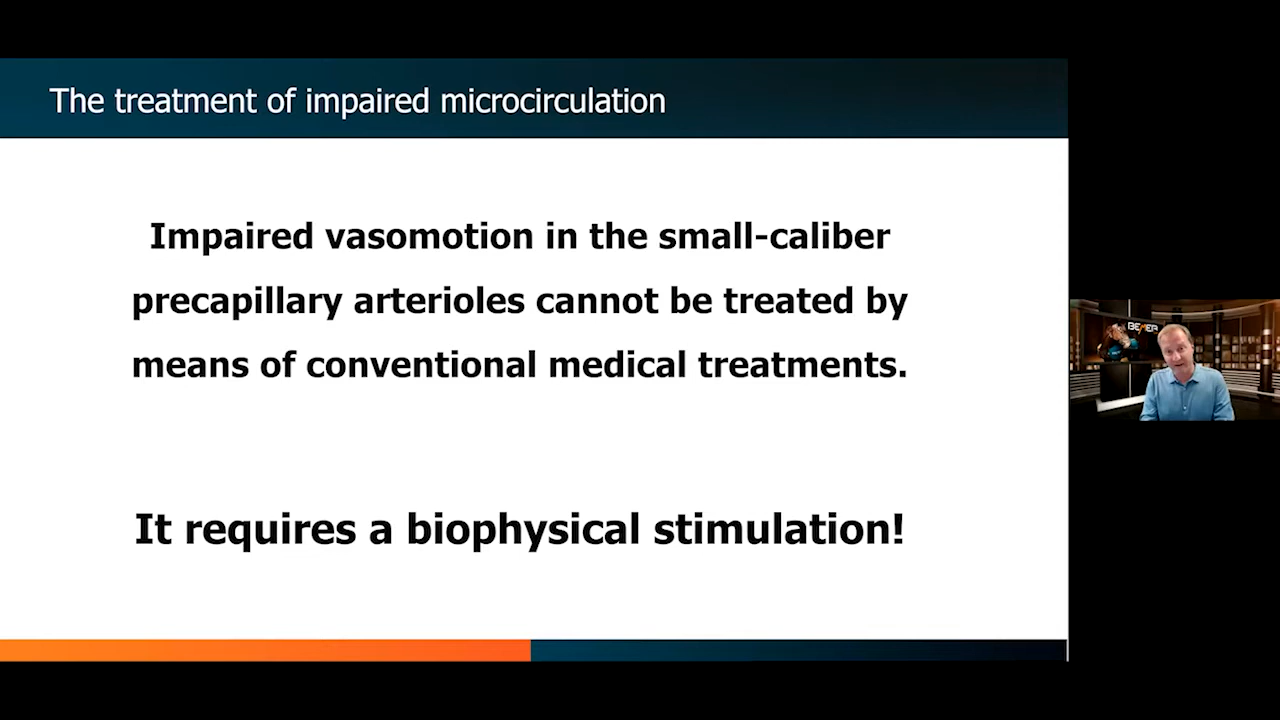 The treatment of impaired microcirculation
Impaired vasomotion in the small-caliber
precapillary arterioles cannot be treated by
means of conventional medical treatments.
It requires a biophysical stimulation!
BEMER